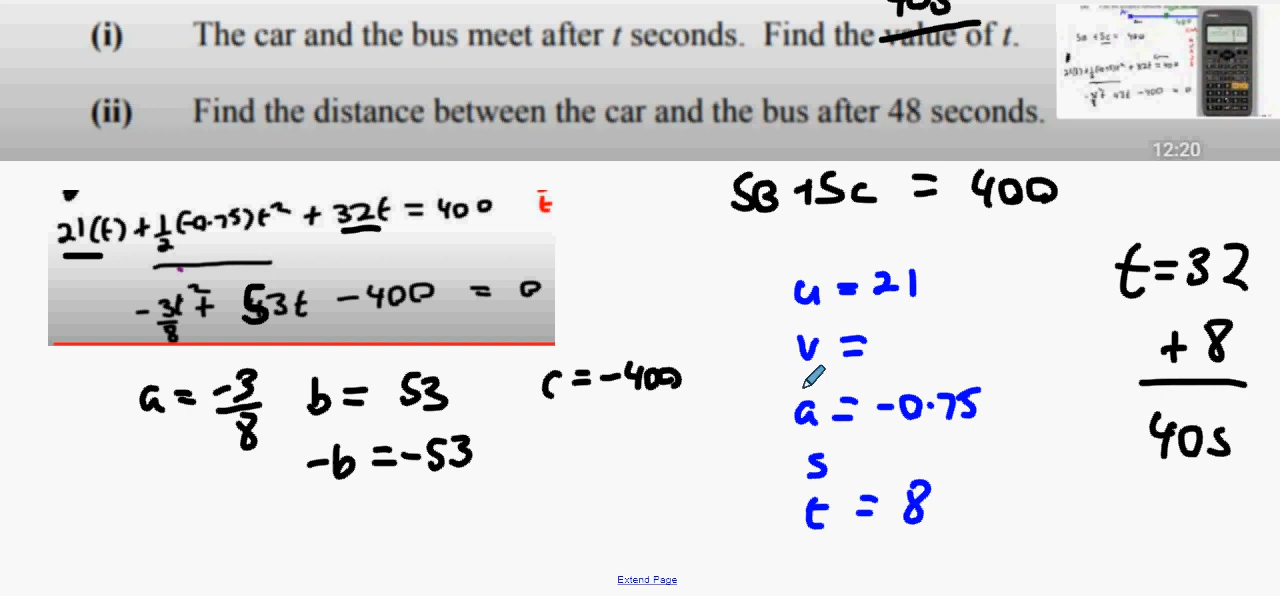 40s
(i) The car and the bus meet after t seconds. Find the value of t.
(ii) Find the distance between the car and the bus after 48 seconds.
12:20
21(t) + 1/2(-0.75)t² + 32t = 400
t
-3t²/8 + 53t - 400 = 0
a = -3/8 b = 53 c = -400
-b = -53
SB + Sc = 400
u = 21
v =
a = -0.75
s
t = 8
t = 32
+ 8
40s
Extend Page